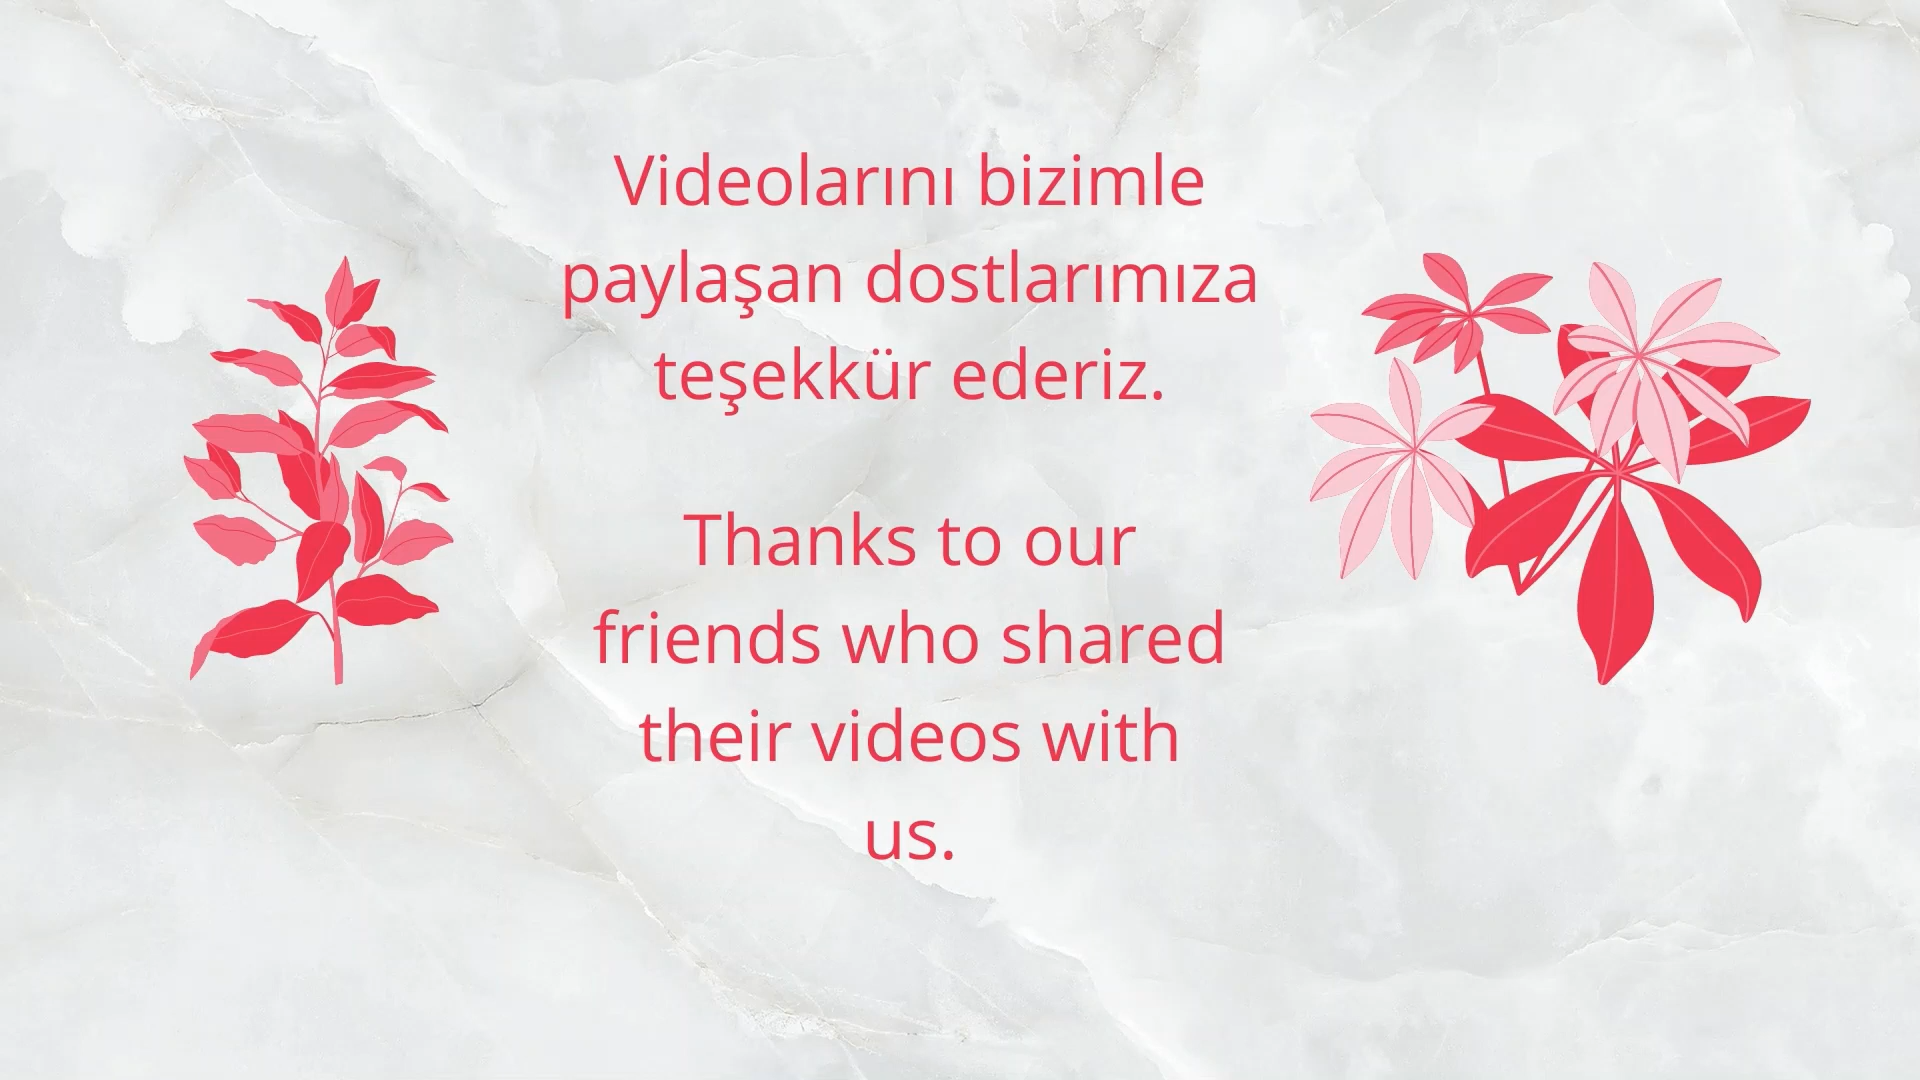 Videolarını bizimle
paylaşan dostlarımıza
teşekkür ederiz.
Thanks to our
friends who shared
their videos with
us.